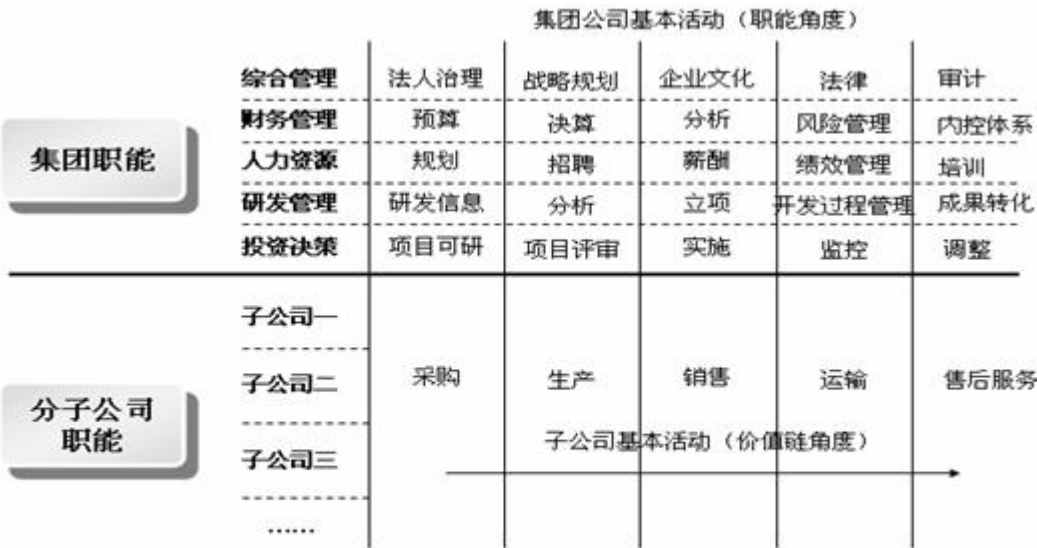 集团公司基本活动（职能角度）
综合管理 法人治理 战略规划 企业文化 法律 审计
财务管理 预算 决算 分析 风险管理 内控体系
集团职能 人力资源 规划 招聘 薪酬 绩效管理 培训
研发管理 研发信息 分析 立项 开发过程管理 成果转化
投资决策 项目可研 项目评审 实施 监控 调整
子公司一
子公司二 采购 生产 销售 运输 售后服务
分子公司
职能
子公司基本活动（价值链角度）
子公司三
……